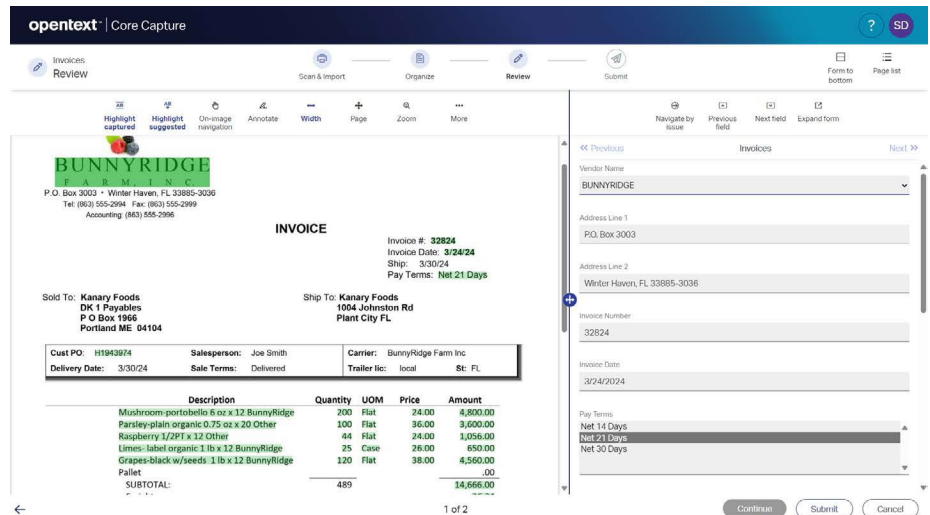 opentext™ | Core Capture
? SD
Invoices
Review
Scan & Import
Organize
Review
Submit
Form to bottom
Page list
Highlight captured
Highlight suggested
On-image navigation
Annotate
Width
Page
Zoom
More
Navigate by issue
Previous field
Next field
Expand form
BUNNYRIDGE
FARM, INC.
P.O. Box 3003 • Winter Haven, FL 33885-3036
Tel: (863) 555-2994 Fax: (863) 555-2999
Accounting: (863) 555-2996
INVOICE
Invoice #: 32824
Invoice Date: 3/24/24
Ship: 3/30/24
Pay Terms: Net 21 Days
Sold To: Kanary Foods
DK 1 Payables
P O Box 1966
Portland ME 04104
Ship To: Kanary Foods
1004 Johnston Rd
Plant City FL
Cust PO: H1943974 Salesperson: Joe Smith Carrier: BunnyRidge Farm Inc
Delivery Date: 3/30/24 Sale Terms: Delivered Trailer lic: local St: FL
Description Quantity UOM Price Amount
Mushroom-portobello 6 oz x 12 BunnyRidge 200 Flat 24.00 4,800.00
Parsley-plain organic 0.75 oz x 20 Other 100 Flat 36.00 3,600.00
Raspberry 1/2PT x 12 Other 44 Flat 24.00 1,056.00
Limes- label organic 1 lb x 12 BunnyRidge 25 Case 26.00 650.00
Grapes-black w/seeds 1 lb x 12 BunnyRidge 120 Flat 38.00 4,560.00
Pallet .00
SUBTOTAL: 489 14,666.00
<< Previous Invoices Next >>
Vendor Name
BUNNYRIDGE
Address Line 1
P.O. Box 3003
Address Line 2
Winter Haven, FL 33885-3036
Invoice Number
32824
Invoice Date
3/24/2024
Pay Terms
Net 14 Days
Net 21 Days
Net 30 Days
1 of 2
Continue
Submit
Cancel